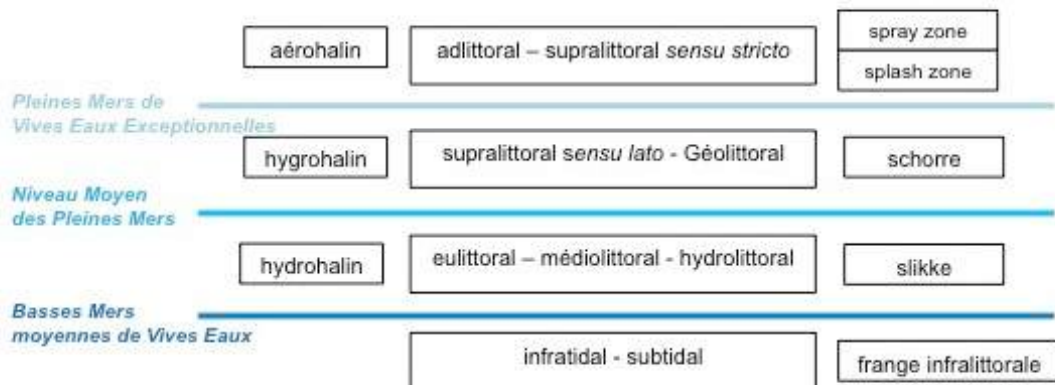 aérohalin
adlittoral – supralittoral sensu stricto
spray zone
splash zone
Pleines Mers de
Vives Eaux Exceptionnelles
hygrohalin
supralittoral sensu lato - Géolittoral
schorre
Niveau Moyen
des Pleines Mers
hydrohalin
eulittoral – médiolittoral - hydrolittoral
slikke
Basses Mers
moyennes de Vives Eaux
infratidal - subtidal
frange infralittorale